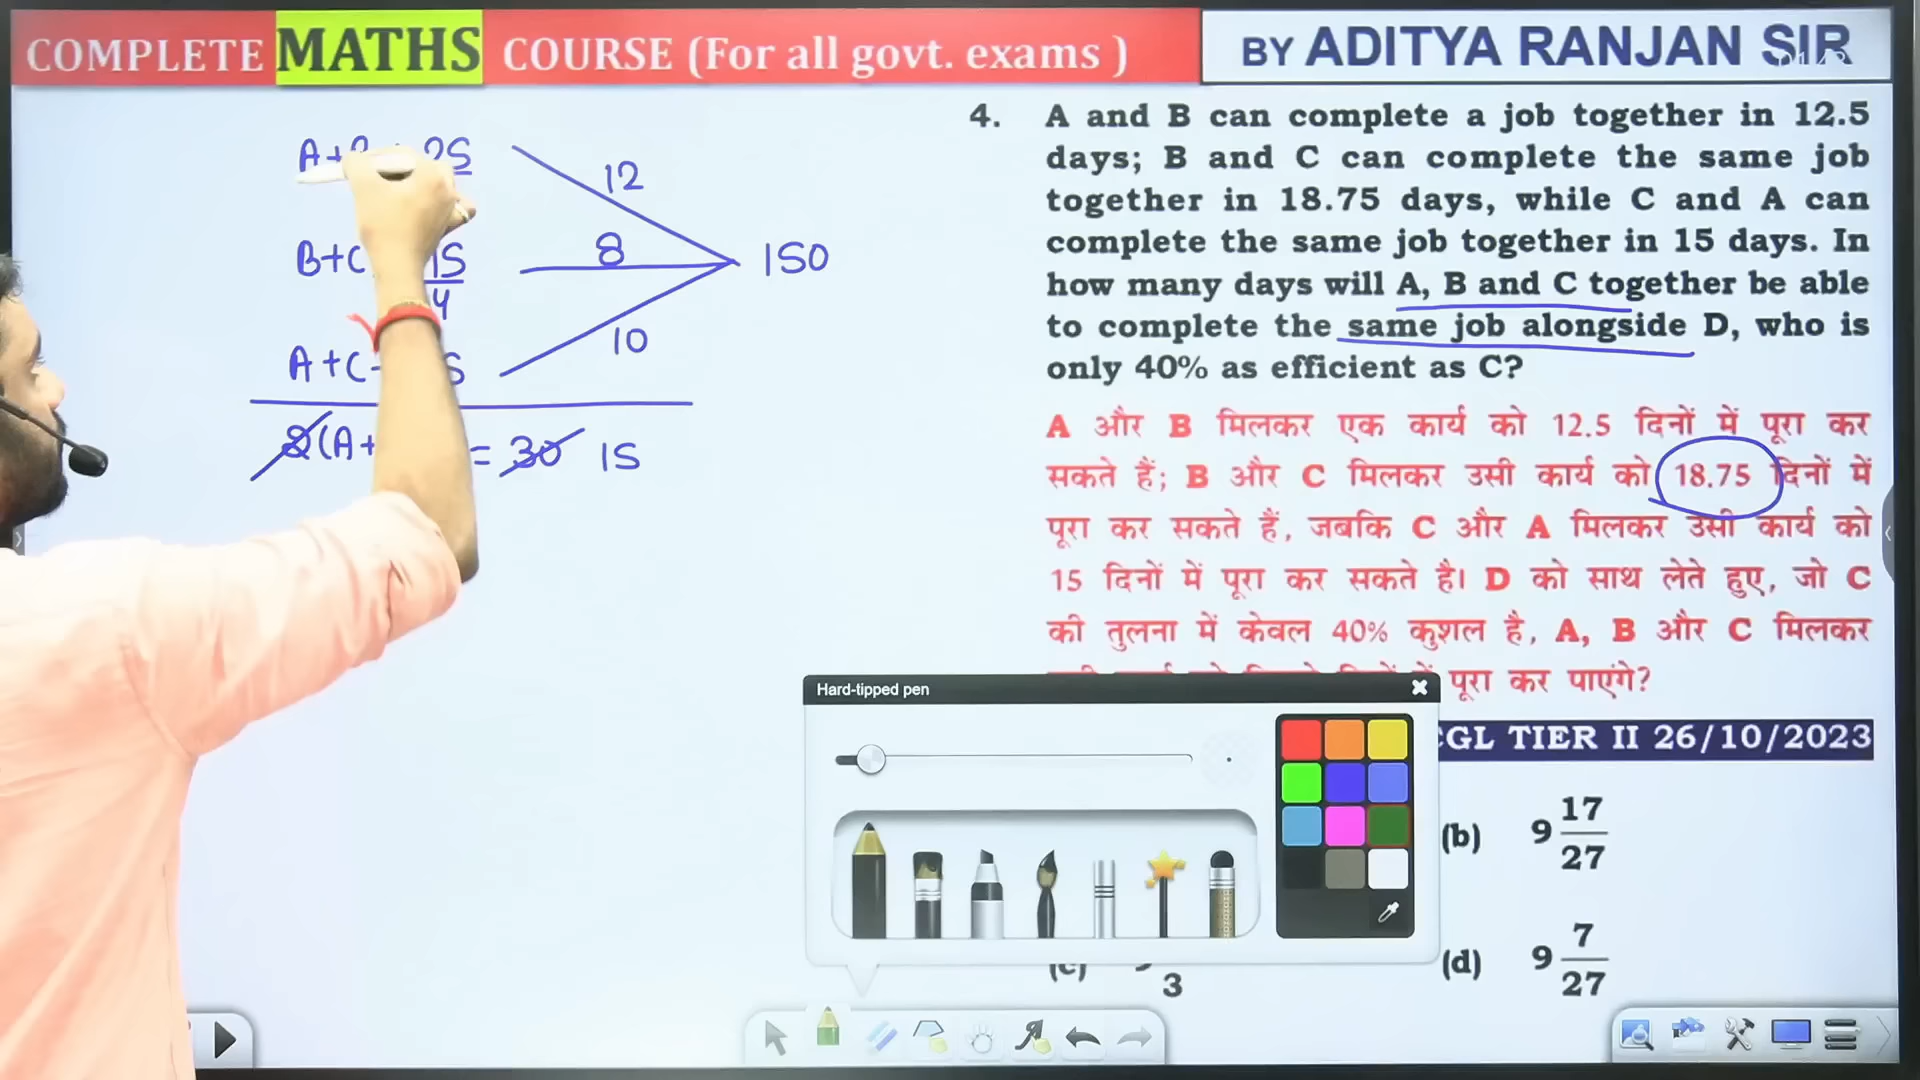 COMPLETE MATHS COURSE (For all govt. exams )
BY ADITYA RANJAN SIR
4. A and B can complete a job together in 12.5
days; B and C can complete the same job
together in 18.75 days, while C and A can
complete the same job together in 15 days. In
how many days will A, B and C together be able
to complete the same job alongside D, who is
only 40% as efficient as C?
A और B मिलकर एक कार्य को 12.5 दिनों में पूरा कर
सकते हैं; B और C मिलकर उसी कार्य को 18.75 दिनों में
पूरा कर सकते हैं, जबकि C और A मिलकर उसी कार्य को
15 दिनों में पूरा कर सकते है। D को साथ लेते हुए, जो C
की तुलना में केवल 40% कुशल है, A, B और C मिलकर
पूरा कर पाएंगे?
CGL TIER II 26/10/2023
(b) 9 17/27
(c) 3
(d) 9 7/27
A+ 25
12
B+C 15/4
8
150
A+C
10
2(A+ = 30 15
Hard-tipped pen